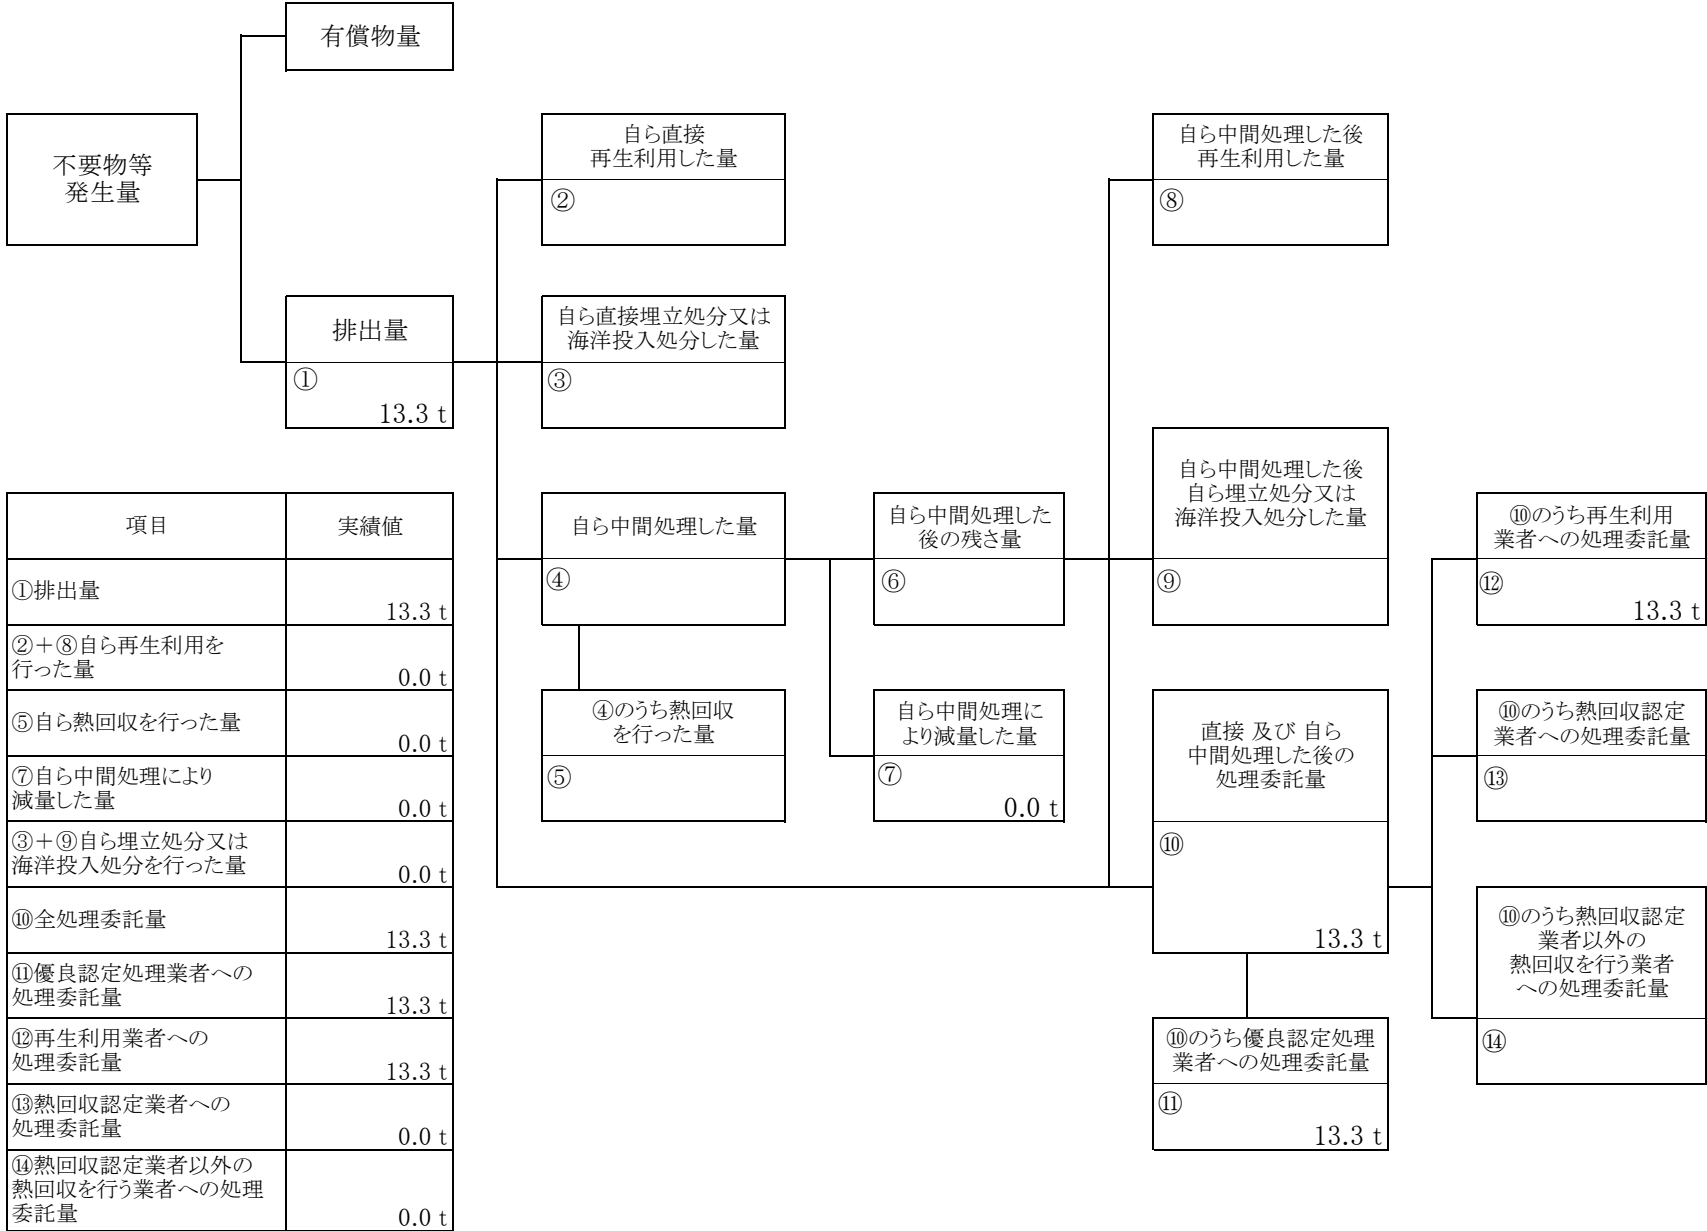 有償物量
不要物等
発生量
自ら直接
再生利用した量
②
自ら中間処理した後
再生利用した量
⑧
排出量
①
13.3 t
自ら直接埋立処分又は
海洋投入処分した量
③
自ら中間処理した量
④
自ら中間処理した
後の残さ量
⑥
自ら中間処理した後
自ら埋立処分又は
海洋投入処分した量
⑨
⑩のうち再生利用
業者への処理委託量
⑫
13.3 t
④のうち熱回収
を行った量
⑤
自ら中間処理に
より減量した量
⑦
0.0 t
直接 及び 自ら
中間処理した後の
処理委託量
⑩
13.3 t
⑩のうち熱回収認定
業者への処理委託量
⑬
⑩のうち熱回収認定
業者以外の
熱回収を行う業者
への処理委託量
⑭
⑩のうち優良認定処理
業者への処理委託量
⑪
13.3 t
項目 実績値
①排出量
13.3 t
②＋⑧自ら再生利用を
行った量
0.0 t
⑤自ら熱回収を行った量
0.0 t
⑦自ら中間処理により
減量した量
0.0 t
③＋⑨自ら埋立処分又は
海洋投入処分を行った量
0.0 t
⑩全処理委託量
13.3 t
⑪優良認定処理業者への
処理委託量
13.3 t
⑫再生利用業者への
処理委託量
13.3 t
⑬熱回収認定業者への
処理委託量
0.0 t
⑭熱回収認定業者以外の
熱回収を行う業者への処理
委託量
0.0 t